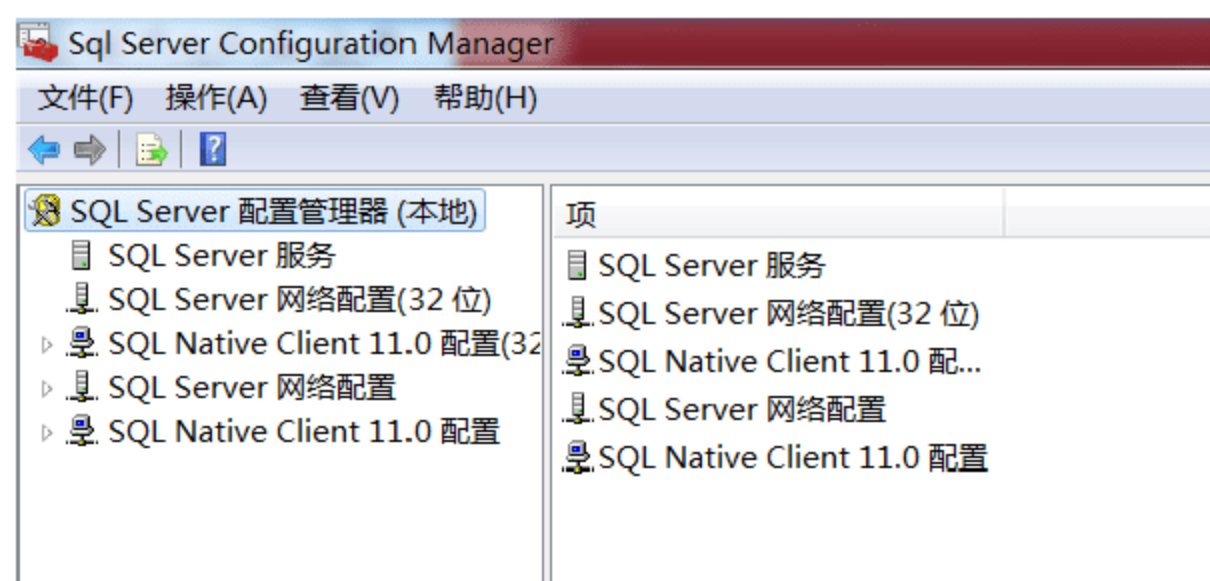 Sql Server Configuration Manager
文件(F) 操作(A) 查看(V) 帮助(H)
SQL Server 配置管理器 (本地)
SQL Server 服务
SQL Server 网络配置(32 位)
SQL Native Client 11.0 配置(32
SQL Server 网络配置
SQL Native Client 11.0 配置
项
SQL Server 服务
SQL Server 网络配置(32 位)
SQL Native Client 11.0 配...
SQL Server 网络配置
SQL Native Client 11.0 配置